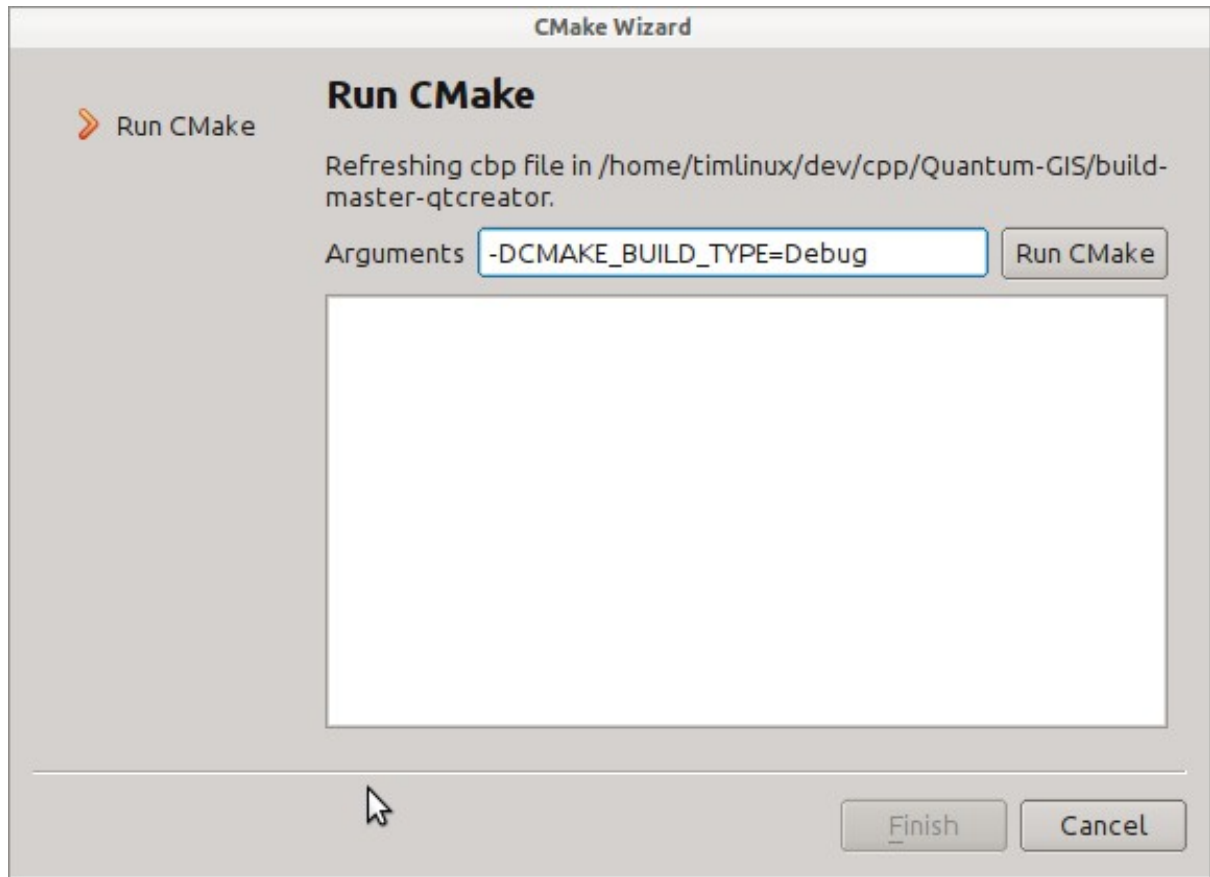 CMake Wizard
Run CMake
Run CMake
Refreshing cbp file in /home/timlinux/dev/cpp/Quantum-GIS/build-
master-qtcreator.
Arguments -DCMAKE_BUILD_TYPE=Debug Run CMake
Finish Cancel